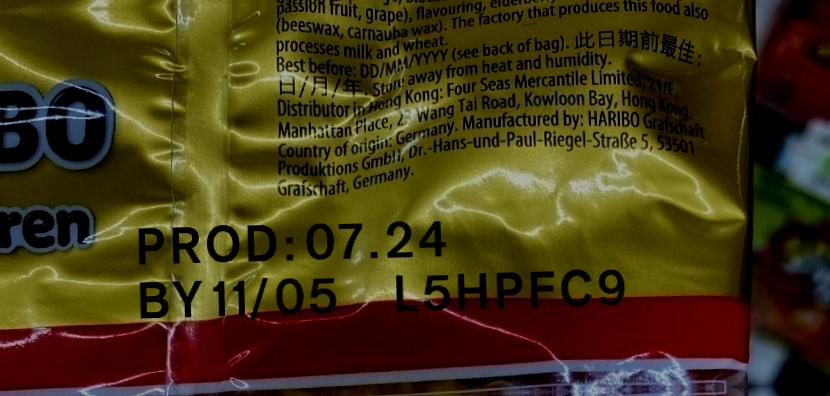 passion fruit, grape), flavouring,
(beeswax, carnauba wax). The factory that produces this food also
processes milk and wheat.
Best before: DD/MM/YYYY (see back of bag). 此日期前最佳:
日/月/年. Store away from heat and humidity.
Distributor in Hong Kong: Four Seas Mercantile Limited, 21/F,
Manhattan Place, 23 Wang Tai Road, Kowloon Bay, Hong Kong.
Country of origin: Germany. Manufactured by: HARIBO Grafschaft
Produktions GmbH, Dr.-Hans-und-Paul-Riegel-Straße 5, 53501
Grafschaft, Germany.
BO
ren
PROD: 07.24
BY 11/05 L5HPFC9